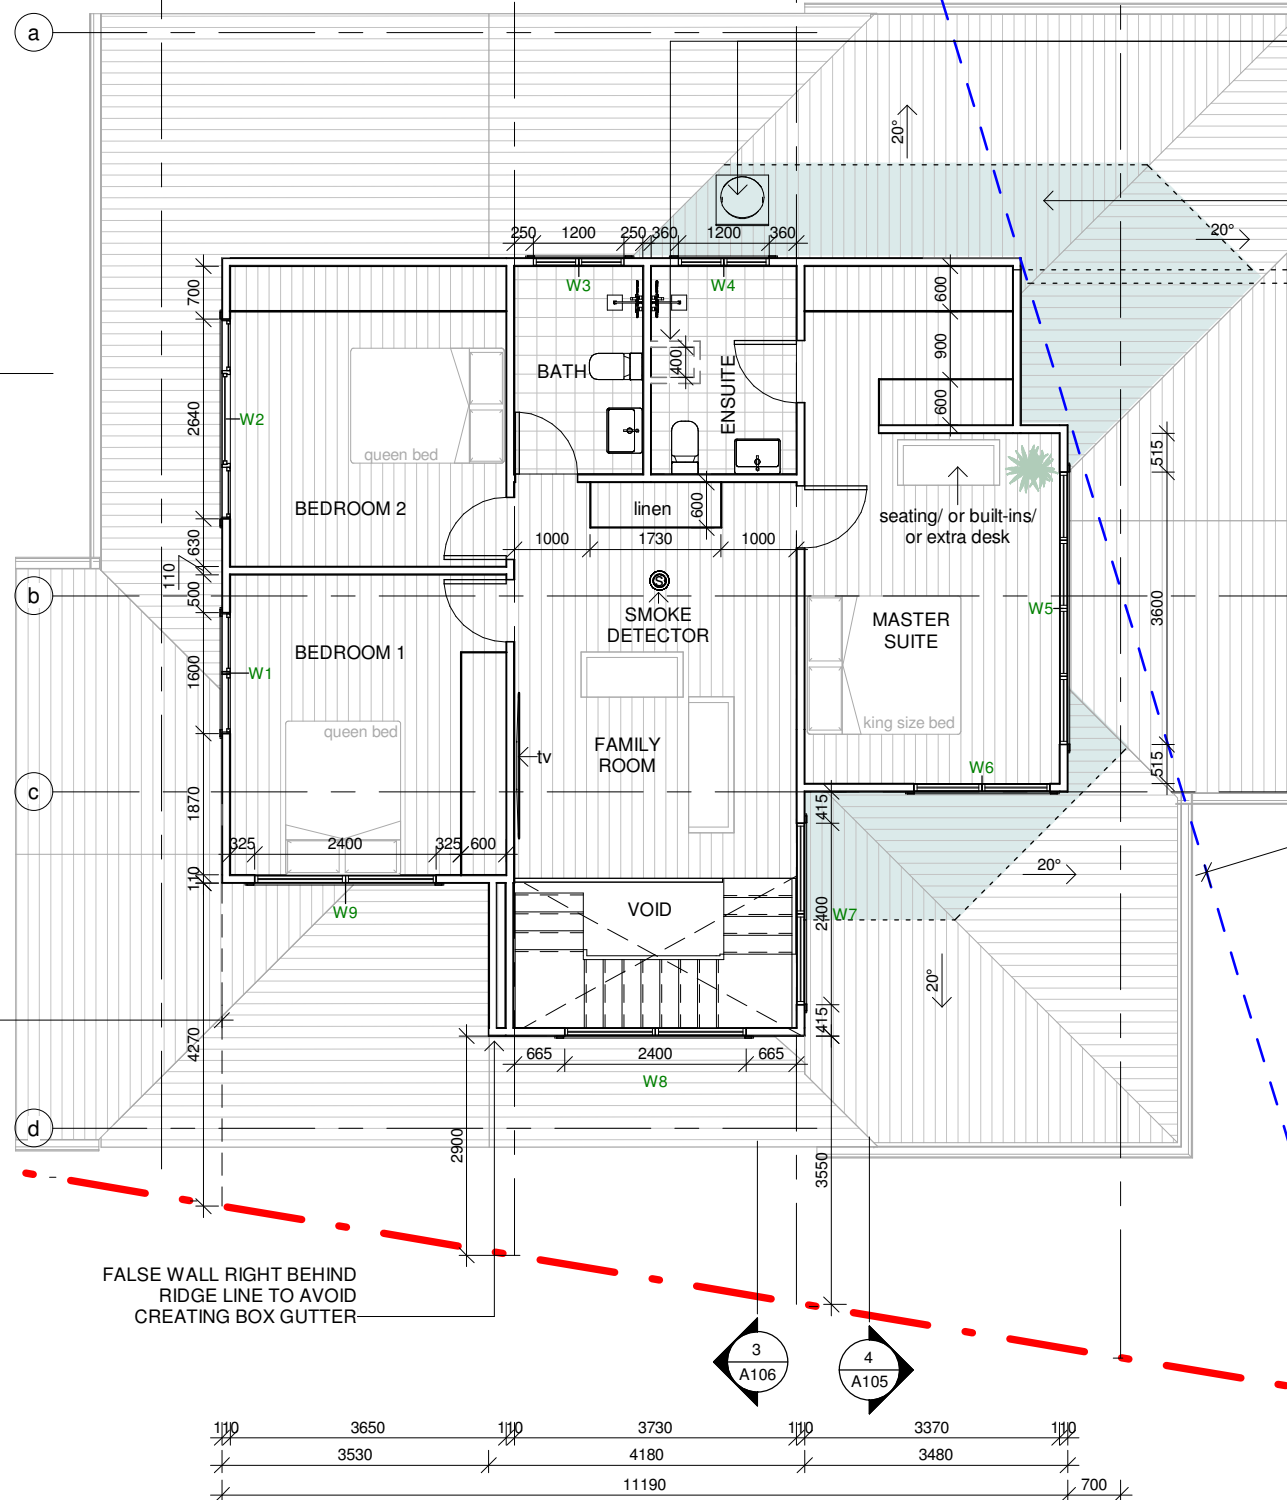 a
20°
20°
250
1200
250
360
1200
360
W3
W4
700
600
BATH
400
ENSUITE
900
2640
W2
600
queen bed
515
BEDROOM 2
linen
600
seating/ or built-ins/
or extra desk
630
1000
1730
1000
110
b
500
S
SMOKE
DETECTOR
MASTER
SUITE
W5
3600
BEDROOM 1
1600
W1
queen bed
king size bed
FAMILY
ROOM
tv
W6
515
c
1870
415
325
2400
325
600
20°
110
W9
VOID
2400
W7
20°
415
4270
665
2400
665
W8
d
2900
3550
FALSE WALL RIGHT BEHIND
RIDGE LINE TO AVOID
CREATING BOX GUTTER
3
A106
4
A105
110
3650
110
3730
110
3370
110
3530
4180
3480
11190
700